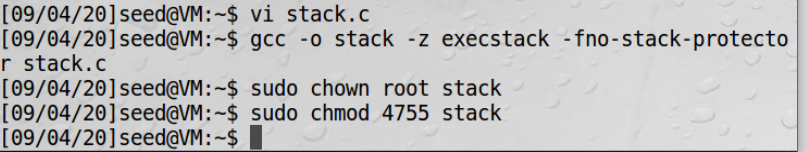 [09/04/20]seed@VM:~$ vi stack.c
[09/04/20]seed@VM:~$ gcc -o stack -z execstack -fno-stack-protecto
r stack.c
[09/04/20]seed@VM:~$ sudo chown root stack
[09/04/20]seed@VM:~$ sudo chmod 4755 stack
[09/04/20]seed@VM:~$